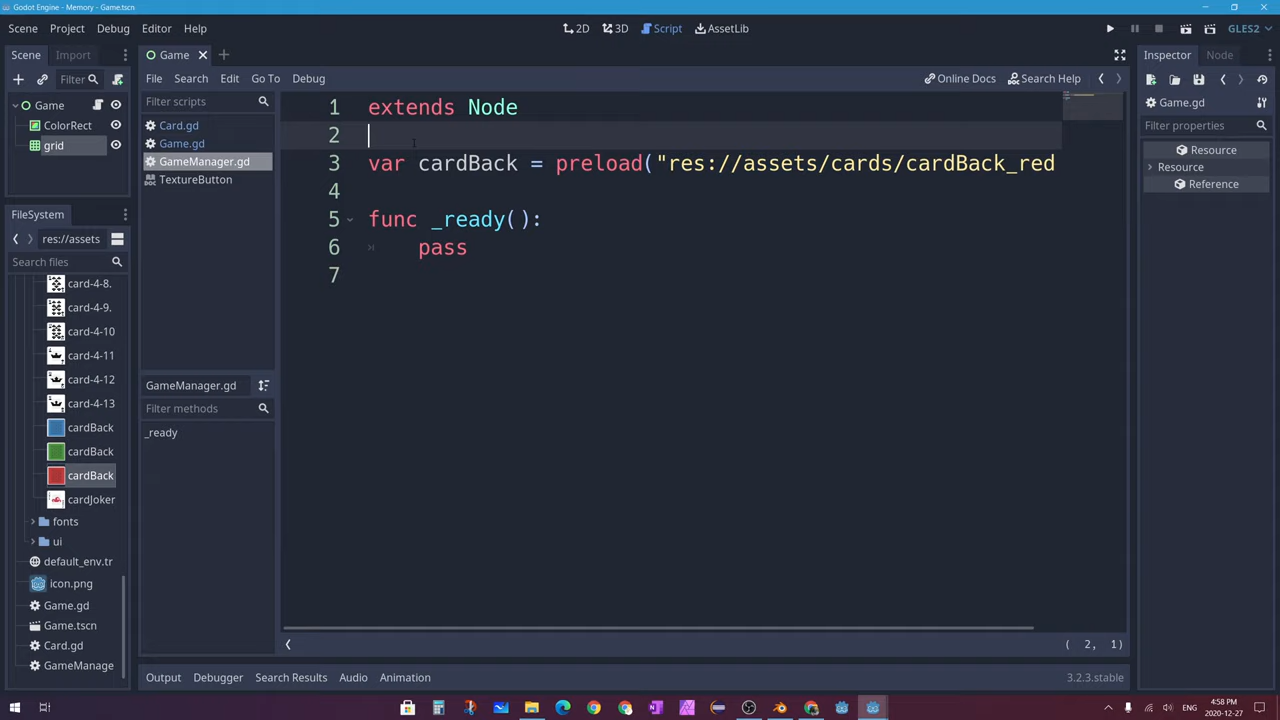 Godot Engine - Memory - Game.tscn
Scene Project Debug Editor Help
2D 3D Script AssetLib
GLES2
Scene Import
Filter
Game
ColorRect
grid
FileSystem
res://assets
Search files
card-4-8.
card-4-9.
card-4-10
card-4-11
card-4-12
card-4-13
cardBack
cardBack
cardBack
cardJoker
fonts
ui
default_env.tr
icon.png
Game.gd
Game.tscn
Card.gd
GameManage
Game
File Search Edit Go To Debug
Online Docs Search Help
Filter scripts
Card.gd
Game.gd
GameManager.gd
TextureButton
GameManager.gd
Filter methods
_ready
1 extends Node
2
3 var cardBack = preload("res://assets/cards/cardBack_red
4
5 func _ready():
6 pass
7
( 2, 1)
Output Debugger Search Results Audio Animation
3.2.3.stable
Inspector Node
Game.gd
Filter properties
Resource
Resource
Reference
4:58 PM
2020-12-27